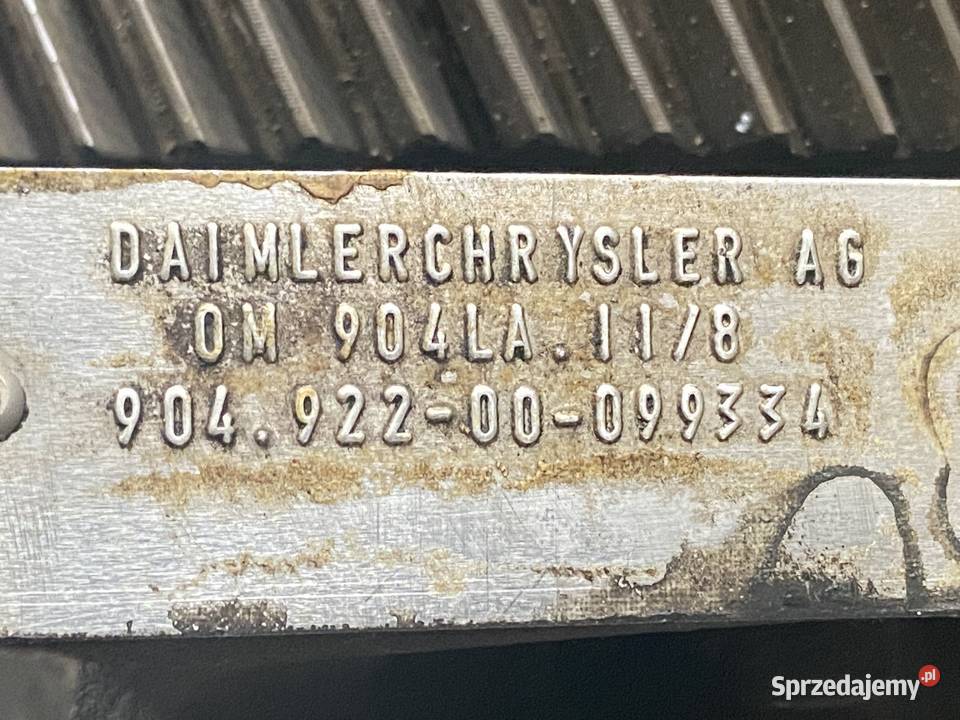 DAIMLERCHRYSLER AG
OM 904LA.II/8
904.922-00-099334
Sprzedajemy.pl